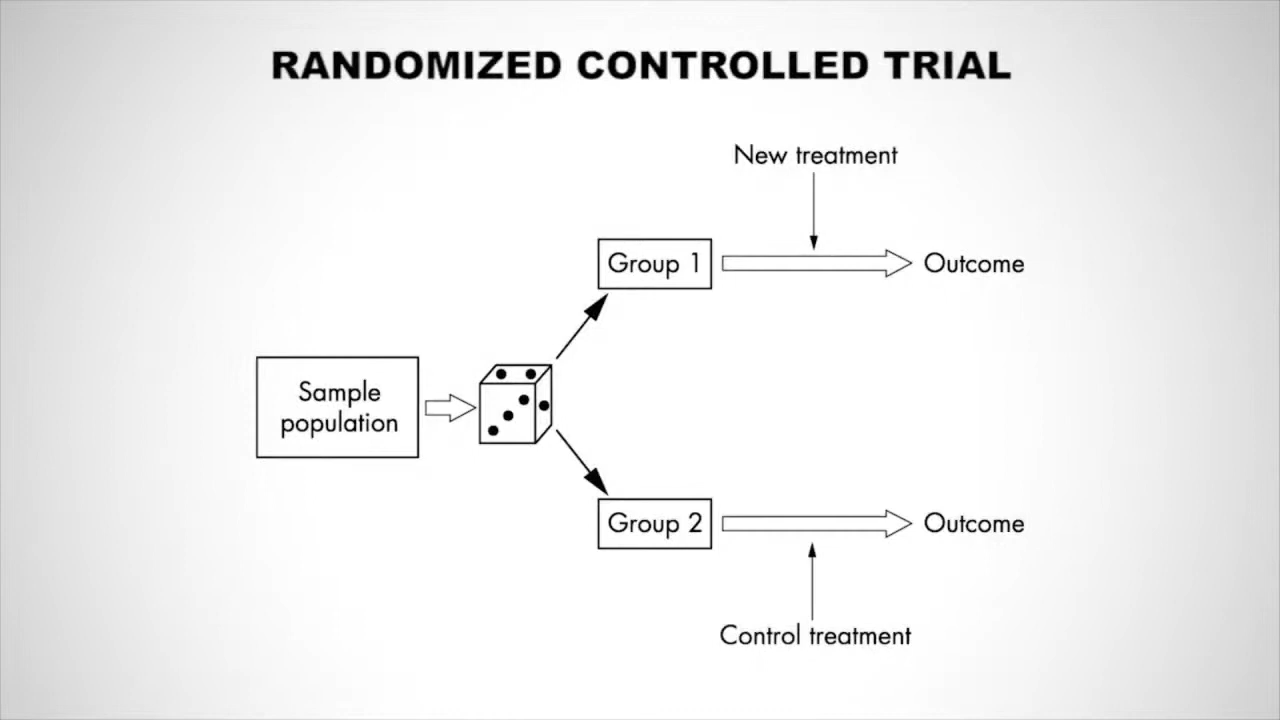 RANDOMIZED CONTROLLED TRIAL
New treatment
Group 1
Outcome
Sample
population
Group 2
Outcome
Control treatment